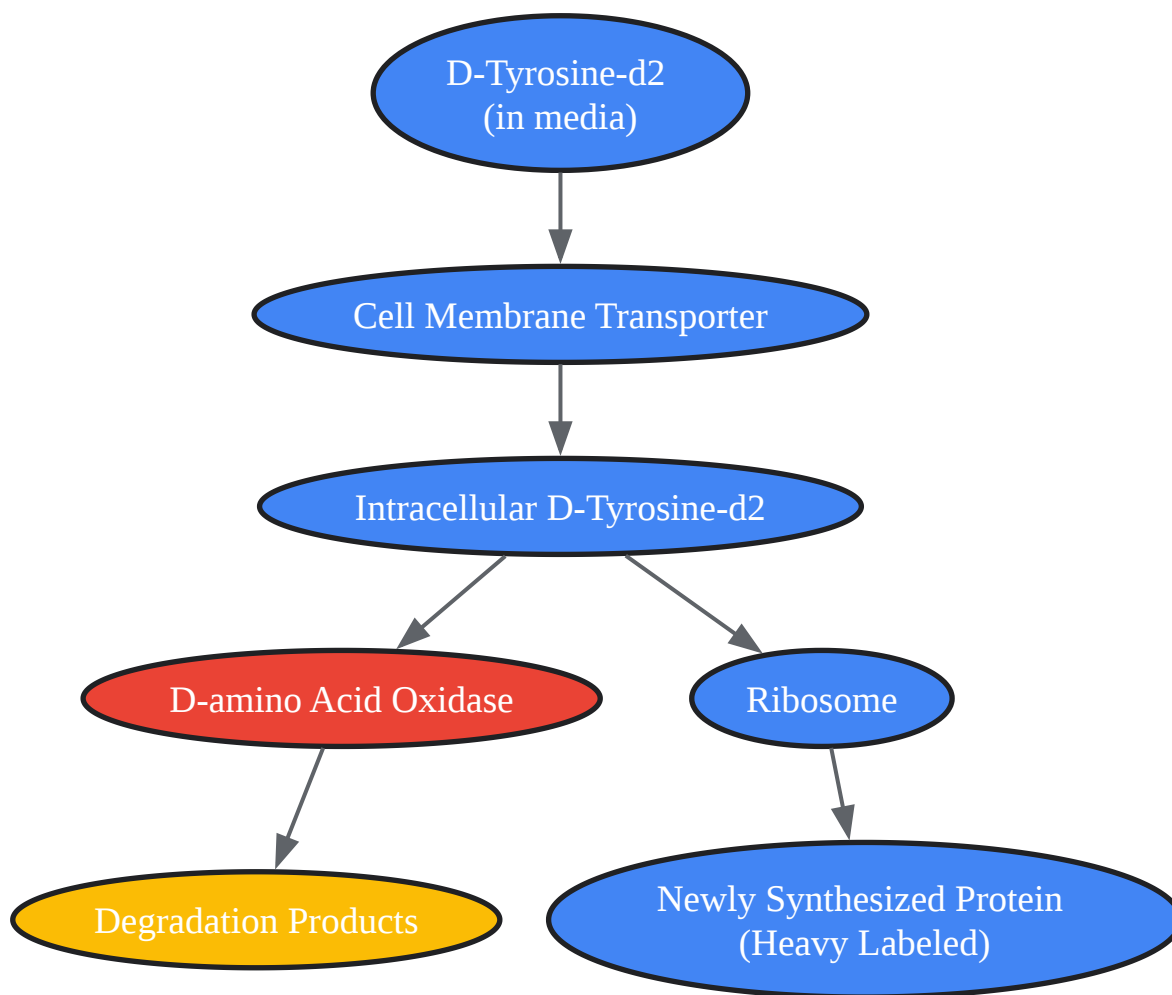 D-Tyrosine-d2
(in media)
Cell Membrane Transporter
Intracellular D-Tyrosine-d2
D-amino Acid Oxidase
Ribosome
Degradation Products
Newly Synthesized Protein
(Heavy Labeled)